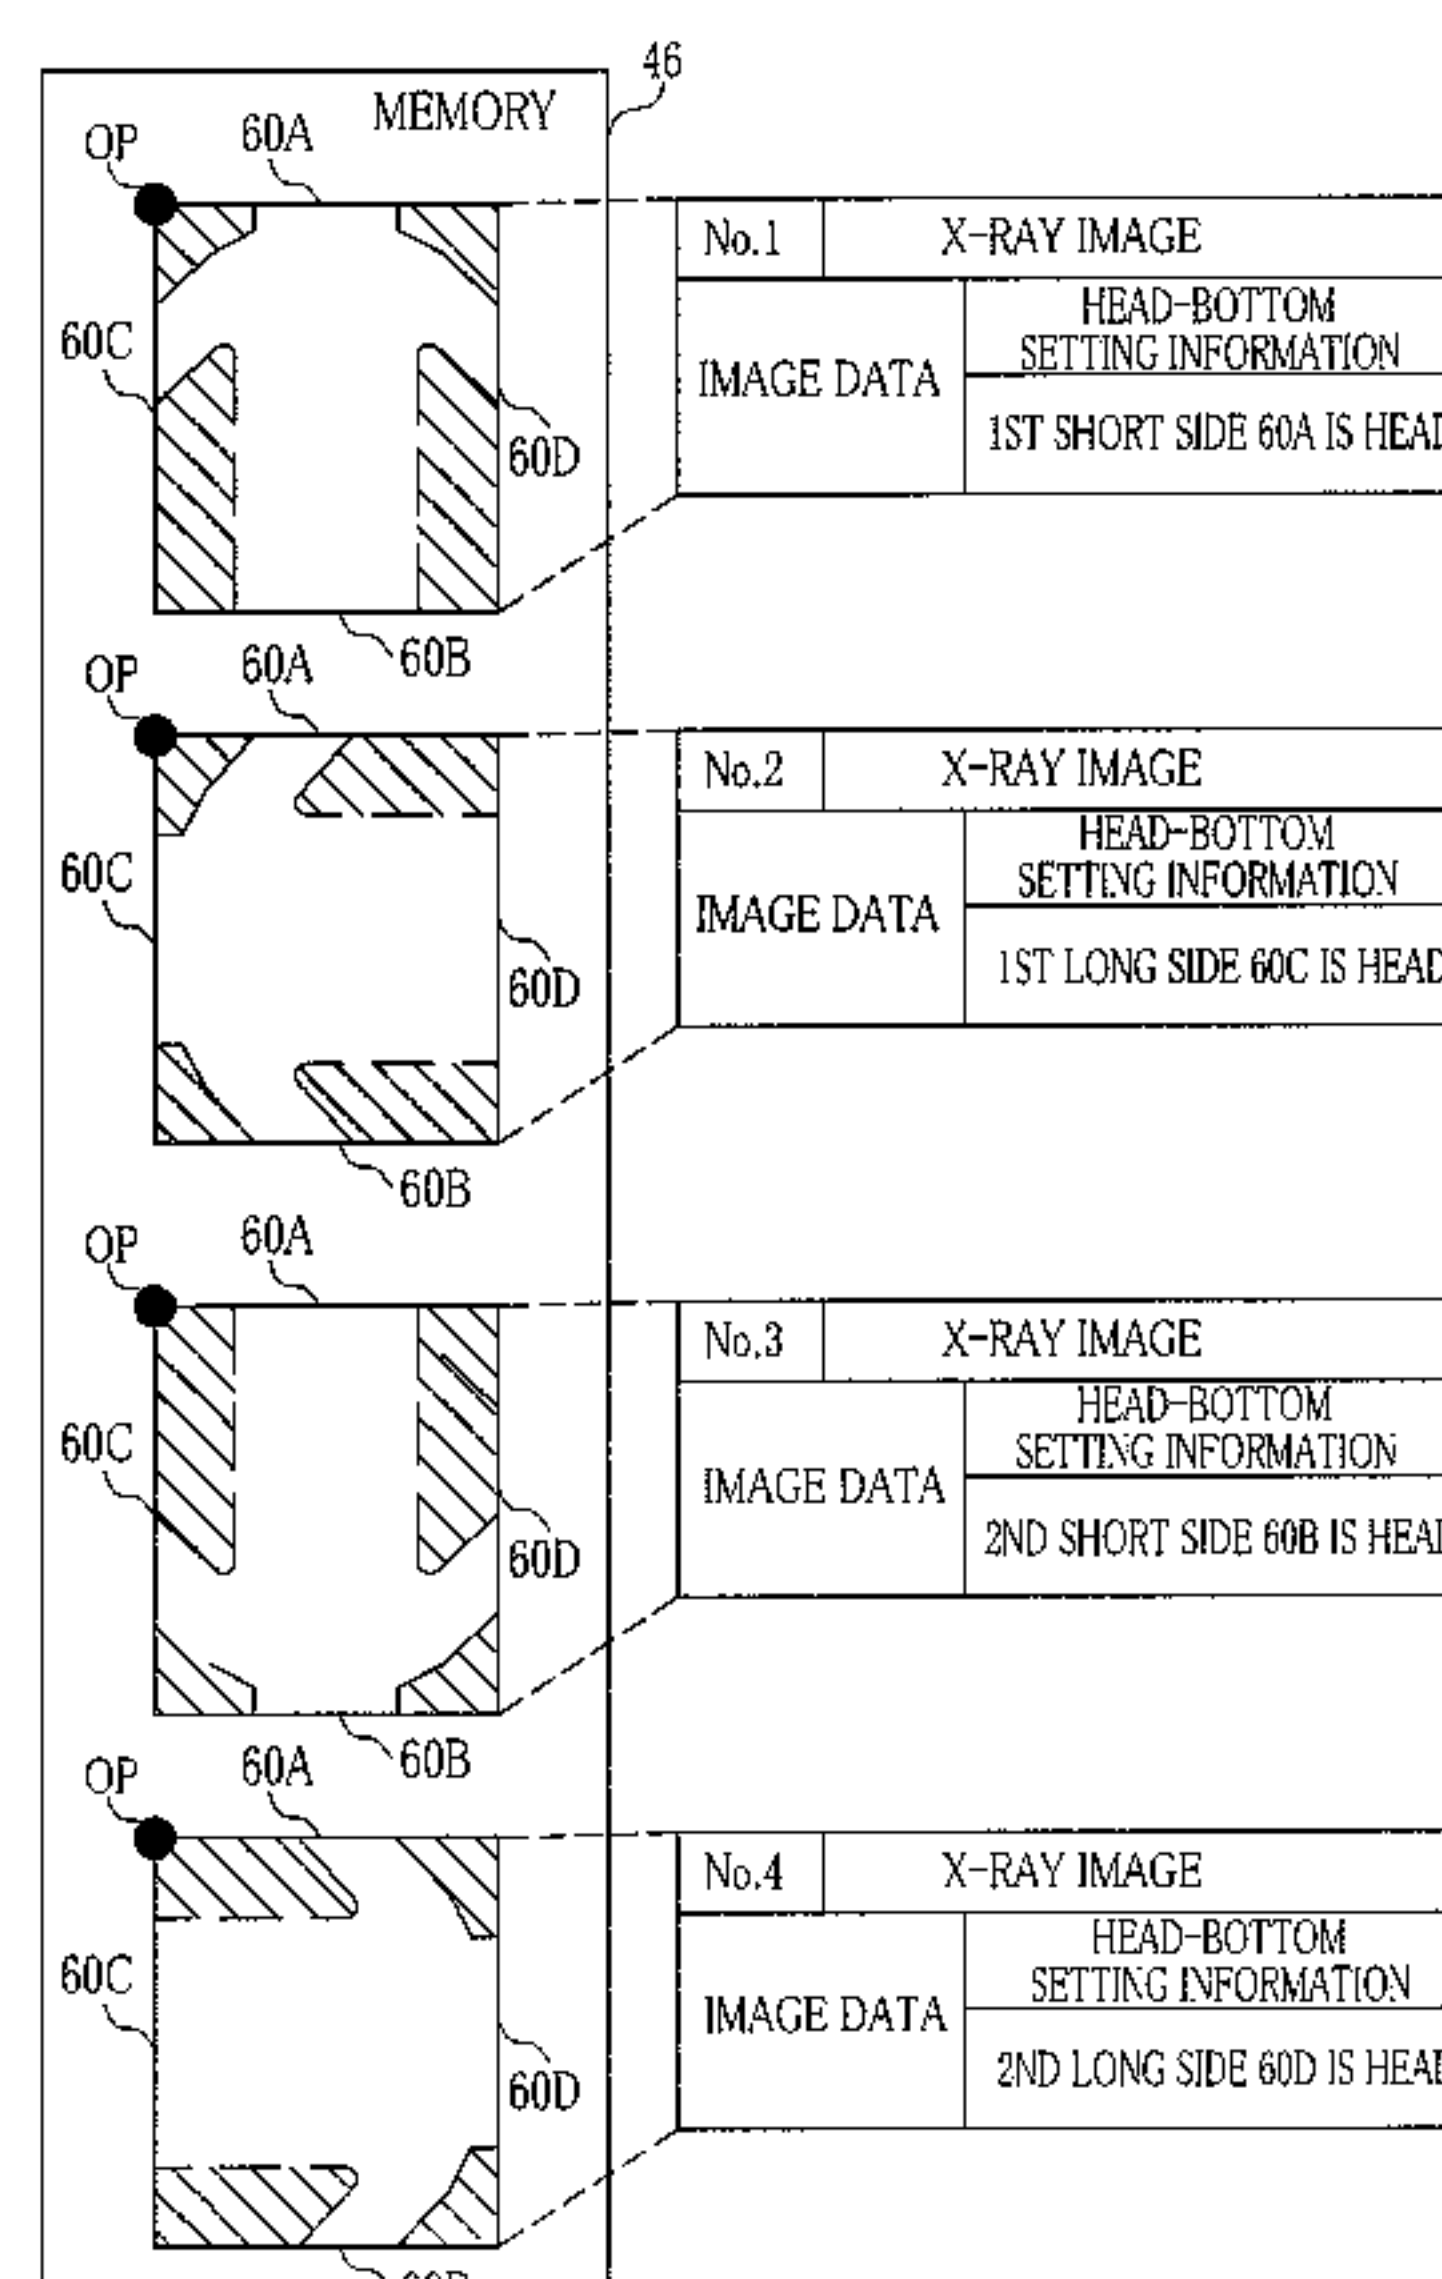 46
MEMORY
OP
60A
No.1
X-RAY IMAGE
HEAD-BOTTOM
SETTING INFORMATION
60C
IMAGE DATA
1ST SHORT SIDE 60A IS HEAD
60D
60B
OP
60A
No.2
X-RAY IMAGE
HEAD-BOTTOM
SETTING INFORMATION
60C
IMAGE DATA
1ST LONG SIDE 60C IS HEAD
60D
60B
OP
60A
No.3
X-RAY IMAGE
HEAD-BOTTOM
SETTING INFORMATION
60C
IMAGE DATA
2ND SHORT SIDE 60B IS HEAD
60D
60B
OP
60A
No.4
X-RAY IMAGE
HEAD-BOTTOM
SETTING INFORMATION
60C
IMAGE DATA
2ND LONG SIDE 60D IS HEAD
60D